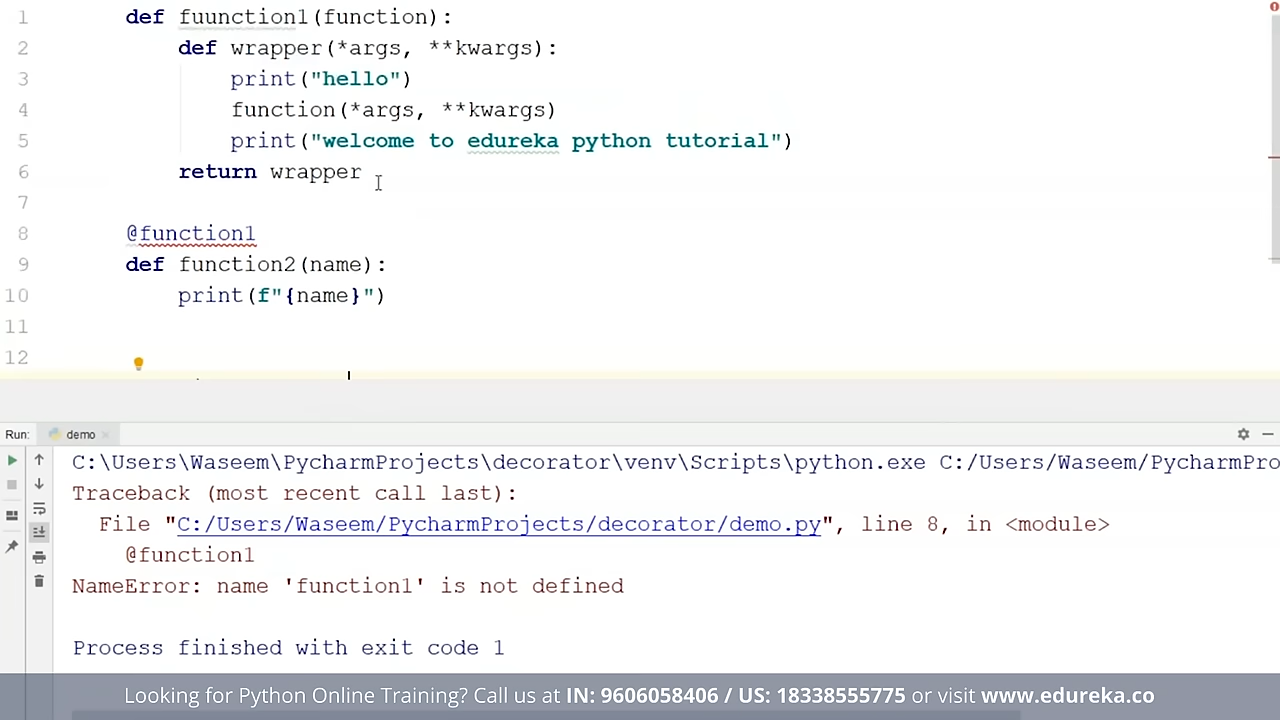 1 def fuunction1(function):
2 def wrapper(*args, **kwargs):
3 print("hello")
4 function(*args, **kwargs)
5 print("welcome to edureka python tutorial")
6 return wrapper
7
8 @function1
9 def function2(name):
10 print(f"{name}")
11
12
Run: demo
C:\Users\Waseem\PycharmProjects\decorator\venv\Scripts\python.exe C:/Users/Waseem/PycharmPro
Traceback (most recent call last):
File "C:/Users/Waseem/PycharmProjects/decorator/demo.py", line 8, in <module>
@function1
NameError: name 'function1' is not defined
Process finished with exit code 1
Looking for Python Online Training? Call us at IN: 9606058406 / US: 18338555775 or visit www.edureka.co